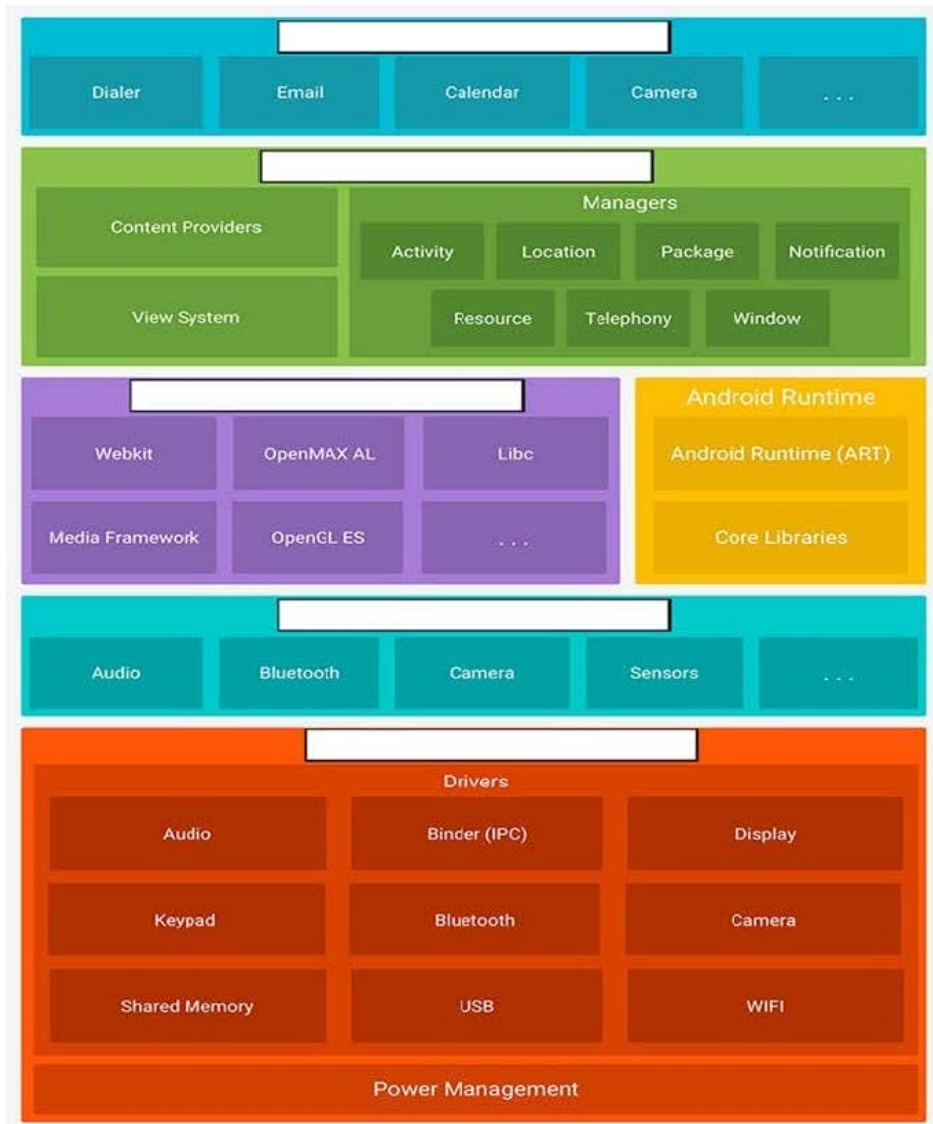 Dialer Email Calendar Camera . . .
Content Providers
View System
Managers
Activity Location Package Notification
Resource Telephony Window
Android Runtime
Webkit OpenMAX AL Libc
Android Runtime (ART)
Media Framework OpenGL ES . . .
Core Libraries
Audio Bluetooth Camera Sensors . . .
Drivers
Audio Binder (IPC) Display
Keypad Bluetooth Camera
Shared Memory USB WIFI
Power Management